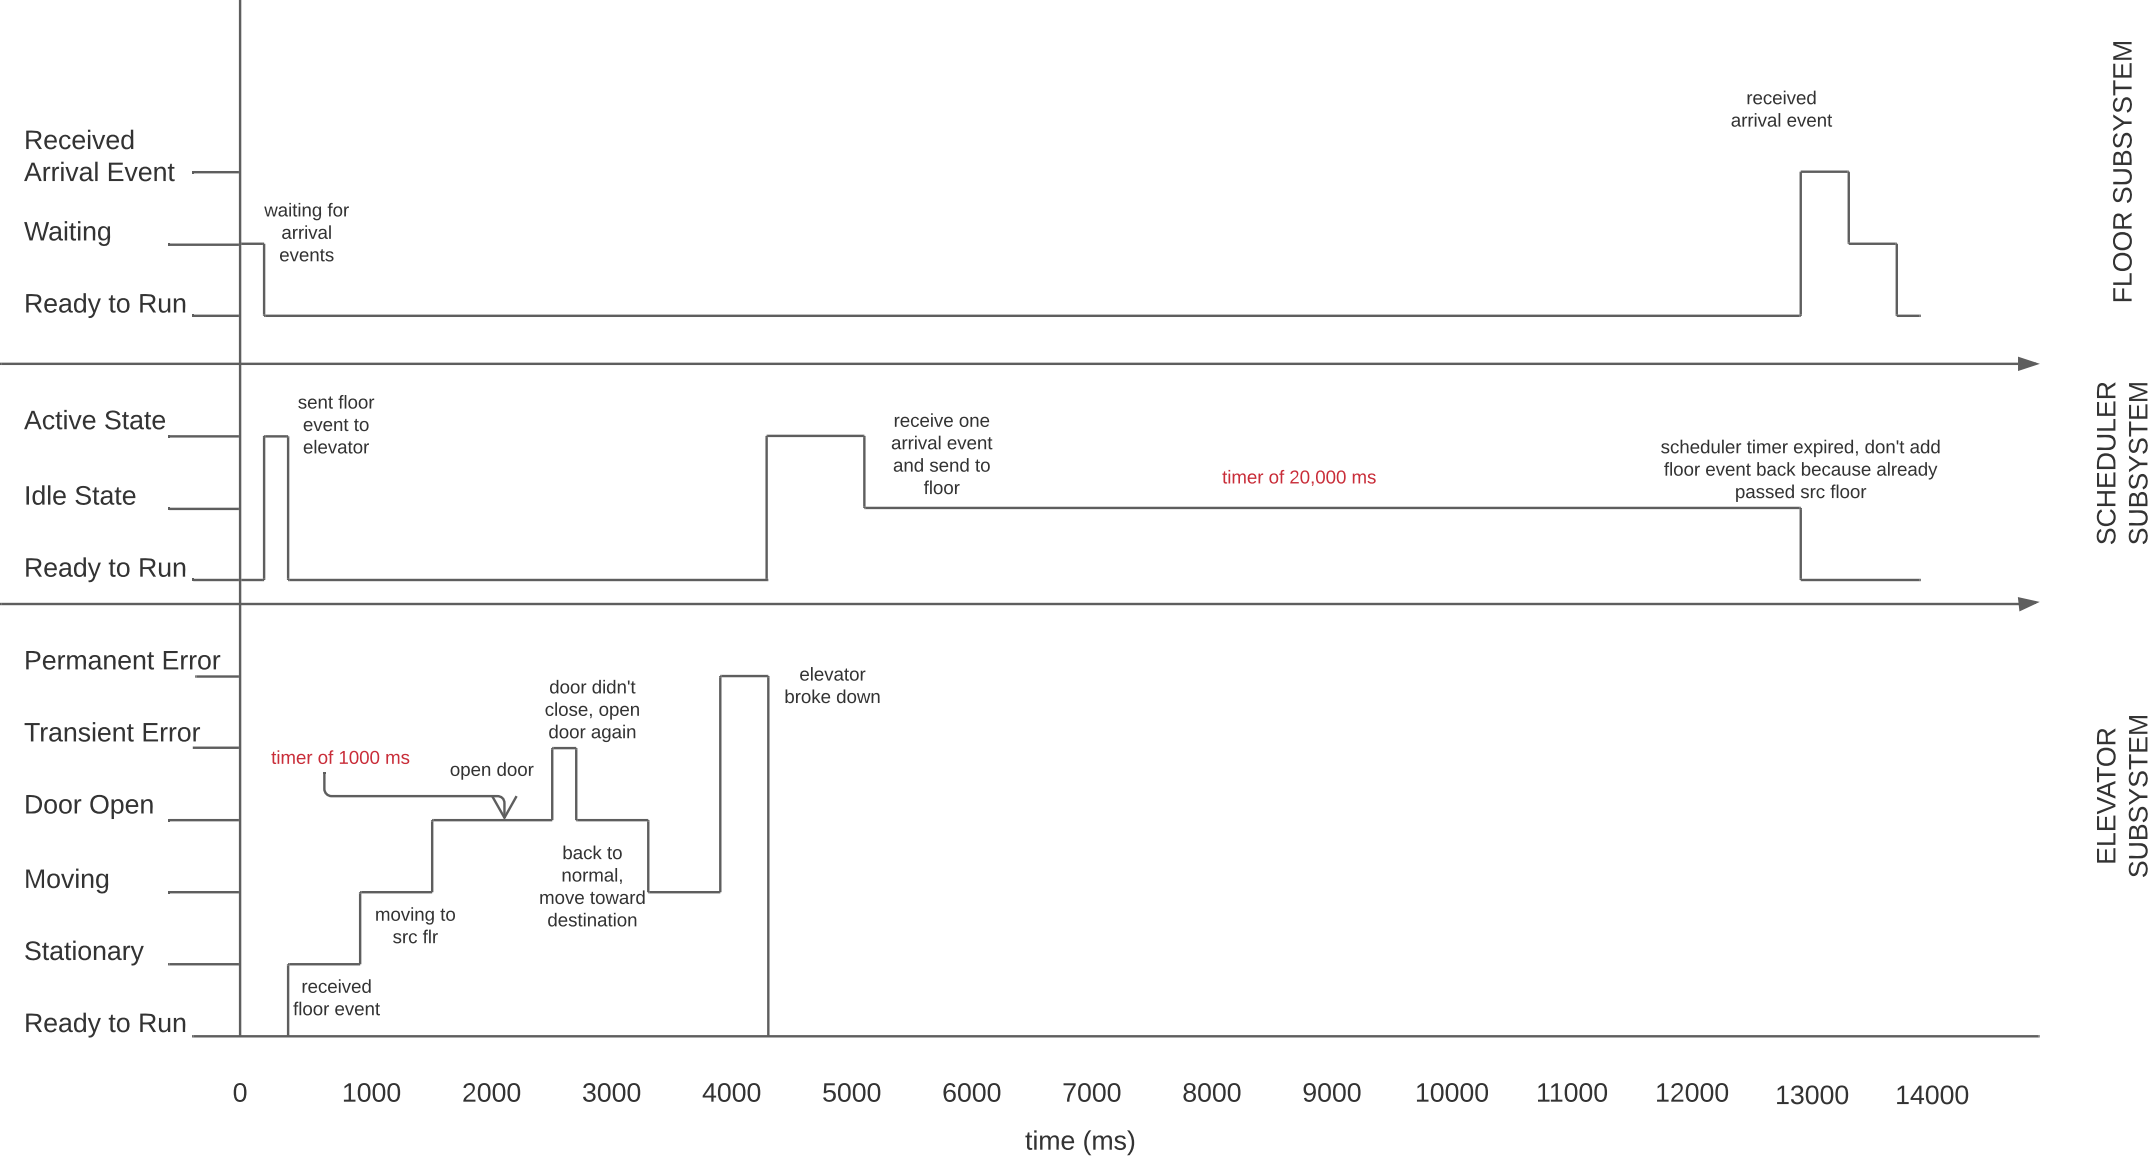 received
arrival event
Received
Arrival Event
waiting for
arrival
events
Waiting
Ready to Run
FLOOR SUBSYSTEM
sent floor
event to
elevator
Active State
receive one
arrival event
and send to
floor
timer of 20,000 ms
scheduler timer expired, don't add
floor event back because already
passed src floor
Idle State
Ready to Run
SCHEDULER
SUBSYSTEM
Permanent Error
elevator
broke down
door didn't
close, open
door again
Transient Error
timer of 1000 ms
open door
Door Open
back to
normal,
move toward
destination
Moving
moving to
src flr
Stationary
received
floor event
Ready to Run
ELEVATOR
SUBSYSTEM
0 1000 2000 3000 4000 5000 6000 7000 8000 9000 10000 11000 12000 13000 14000
time (ms)